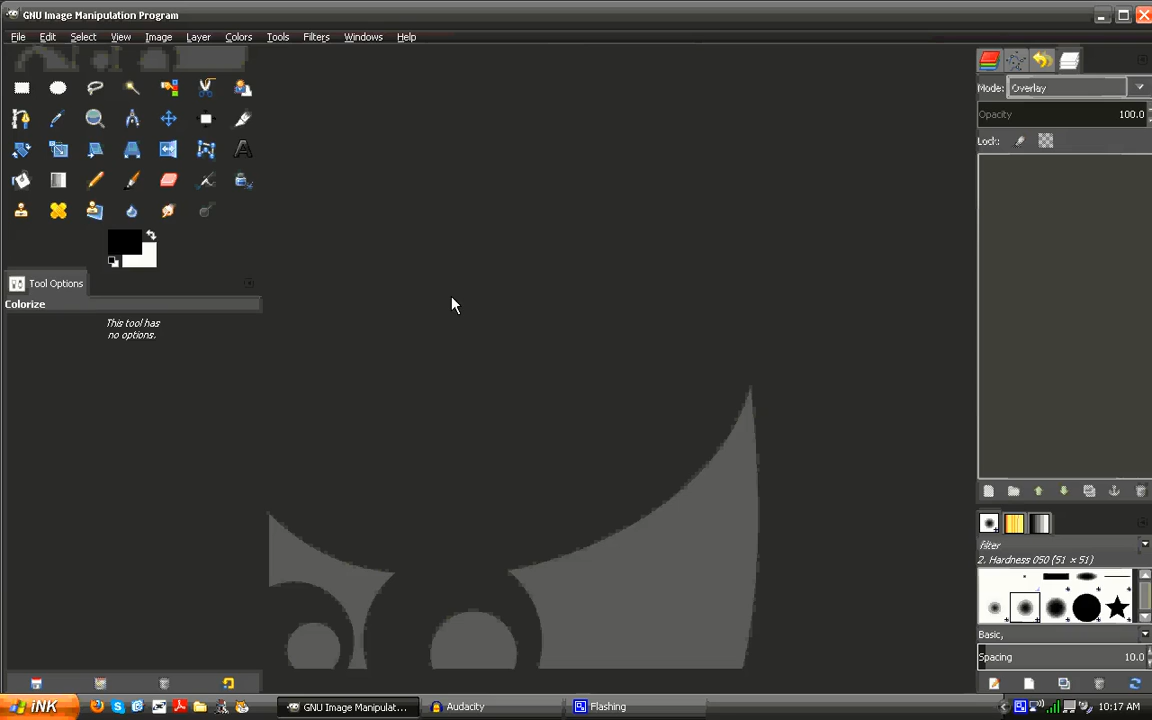 GNU Image Manipulation Program
File Edit Select View Image Layer Colors Tools Filters Windows Help
Mode: Overlay
Opacity 100.0
Lock:
Tool Options
Colorize
This tool has
no options.
filter
2. Hardness 050 (51 × 51)
Basic,
Spacing 10.0
iNK
GNU Image Manipulat...
Audacity
Flashing
10:17 AM